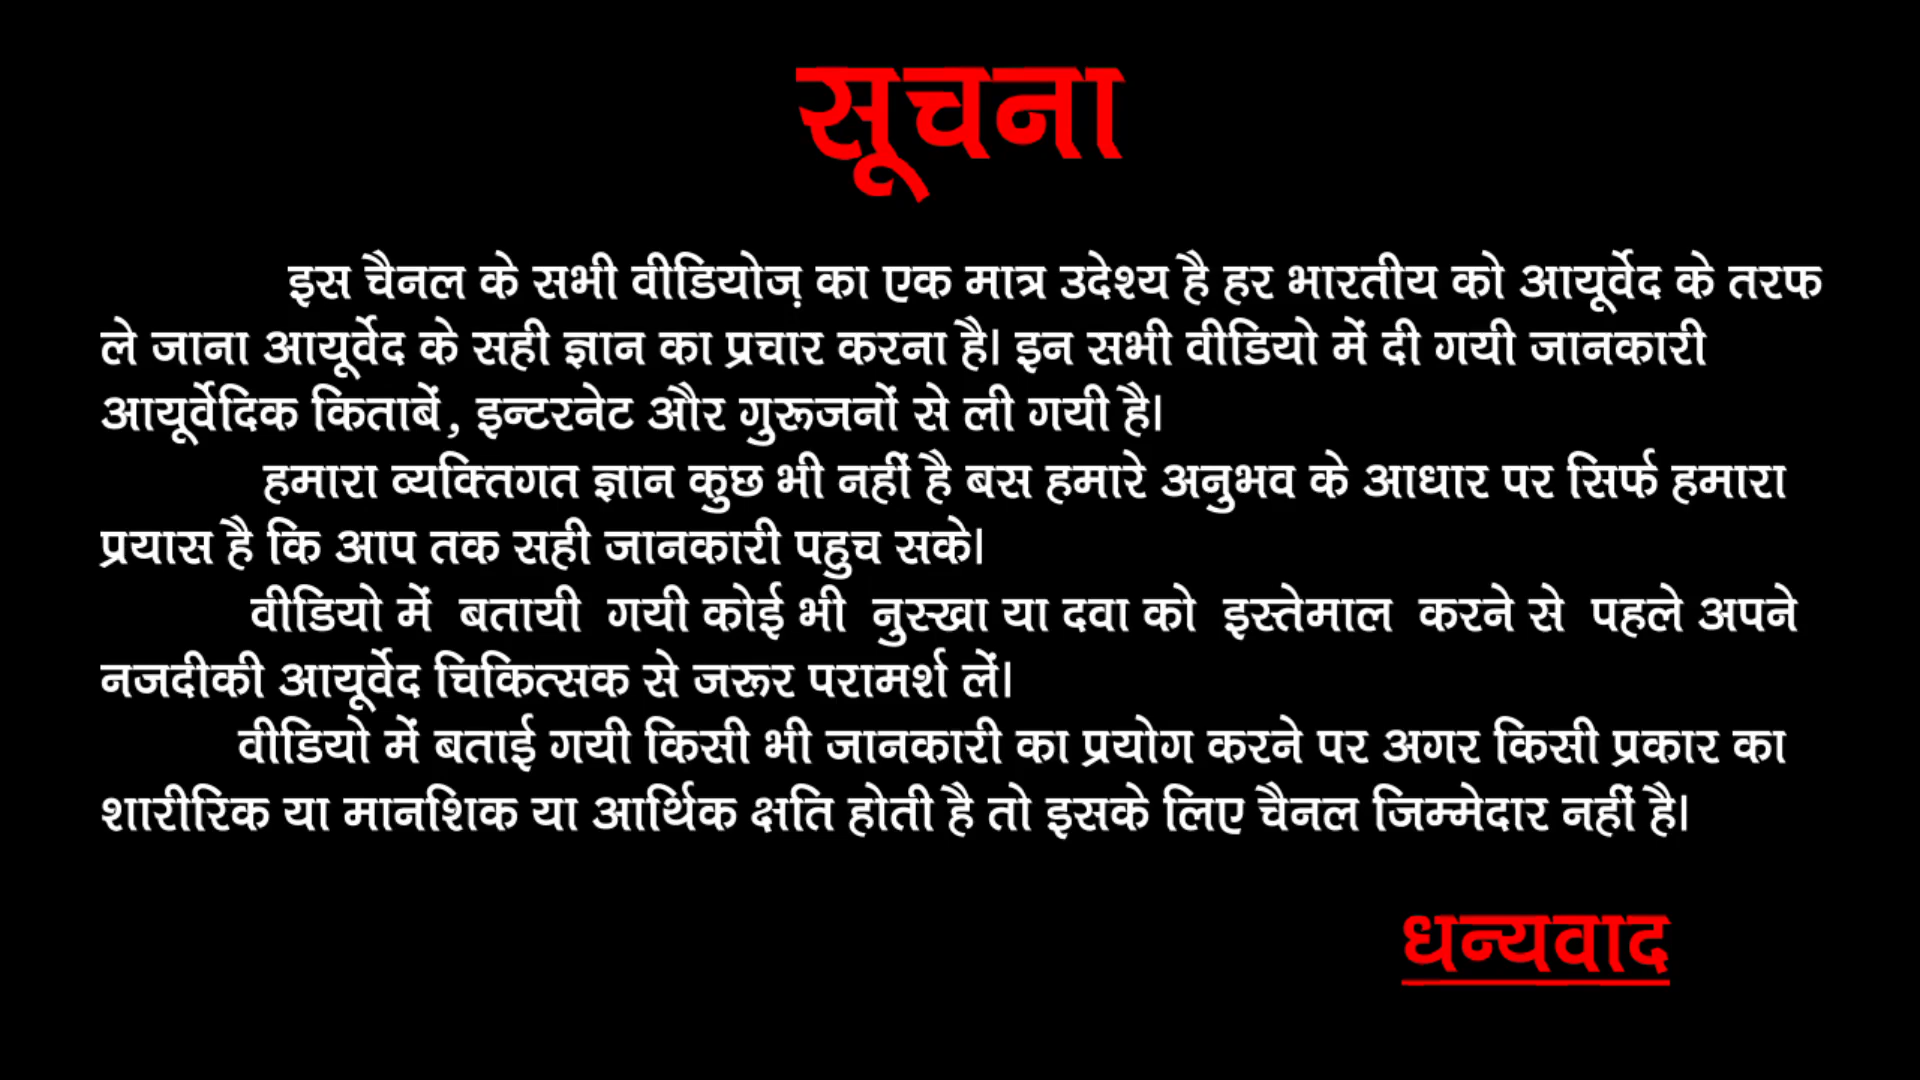 सूचना
इस चैनल के सभी वीडियोज़ का एक मात्र उदेश्य है हर भारतीय को आयूर्वेद के तरफ
ले जाना आयूर्वेद के सही ज्ञान का प्रचार करना है। इन सभी वीडियो में दी गयी जानकारी
आयूर्वेदिक किताबें, इन्टरनेट और गुरूजनों से ली गयी है।
हमारा व्यक्तिगत ज्ञान कुछ भी नहीं है बस हमारे अनुभव के आधार पर सिर्फ हमारा
प्रयास है कि आप तक सही जानकारी पहुच सके।
वीडियो में बतायी गयी कोई भी नुस्खा या दवा को इस्तेमाल करने से पहले अपने
नजदीकी आयूर्वेद चिकित्सक से जरूर परामर्श लें।
वीडियो में बताई गयी किसी भी जानकारी का प्रयोग करने पर अगर किसी प्रकार का
शारीरिक या मानशिक या आर्थिक क्षति होती है तो इसके लिए चैनल जिम्मेदार नहीं है।
धन्यवाद